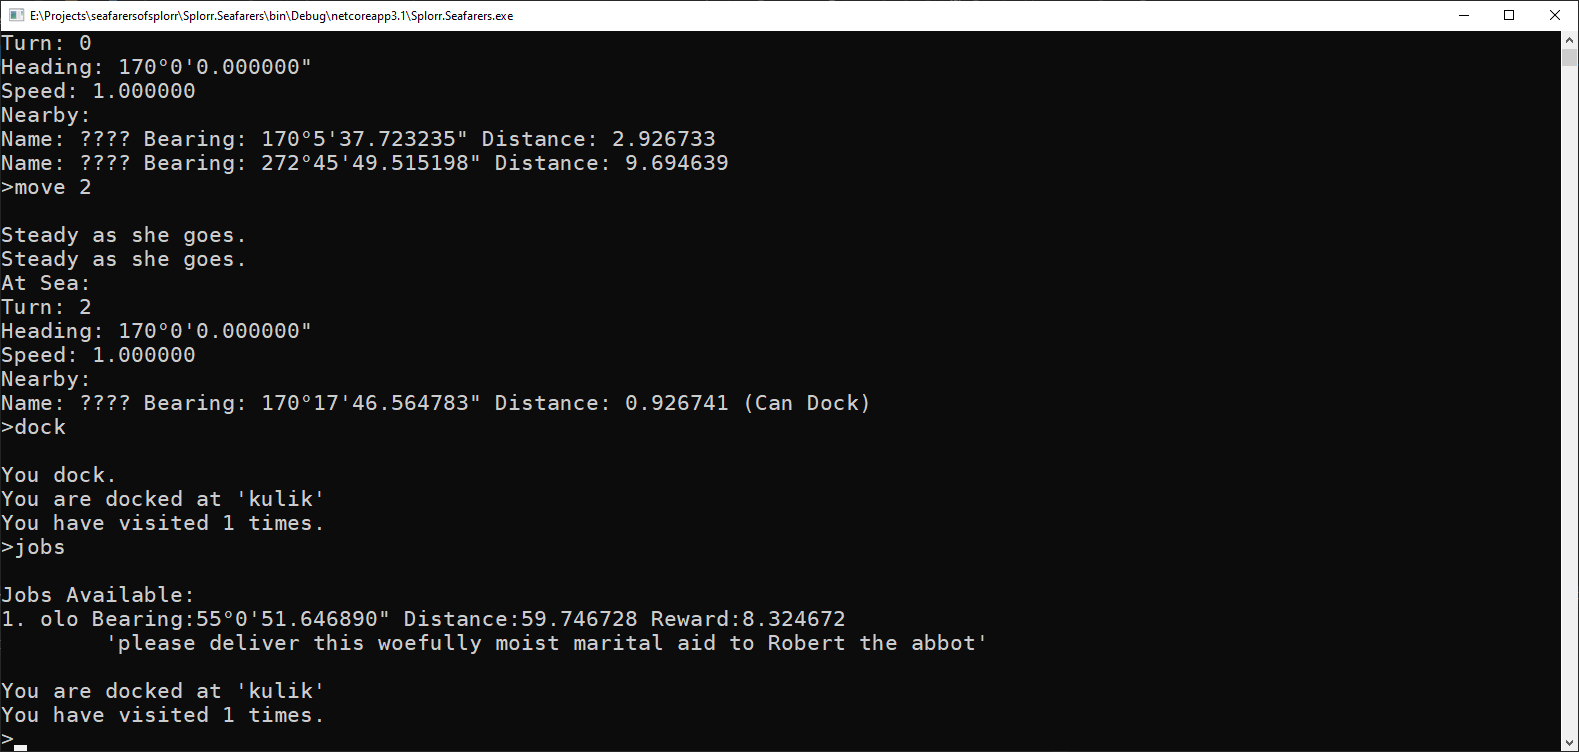 E:\Projects\seafarersofsplorr\Splorr.Seafarers\bin\Debug\netcoreapp3.1\Splorr.Seafarers.exe
Turn: 0
Heading: 170°0'0.000000"
Speed: 1.000000
Nearby:
Name: ???? Bearing: 170°5'37.723235" Distance: 2.926733
Name: ???? Bearing: 272°45'49.515198" Distance: 9.694639
>move 2
Steady as she goes.
Steady as she goes.
At Sea:
Turn: 2
Heading: 170°0'0.000000"
Speed: 1.000000
Nearby:
Name: ???? Bearing: 170°17'46.564783" Distance: 0.926741 (Can Dock)
>dock
You dock.
You are docked at 'kulik'
You have visited 1 times.
>jobs
Jobs Available:
1. olo Bearing:55°0'51.646890" Distance:59.746728 Reward:8.324672
'please deliver this woefully moist marital aid to Robert the abbot'
You are docked at 'kulik'
You have visited 1 times.
>